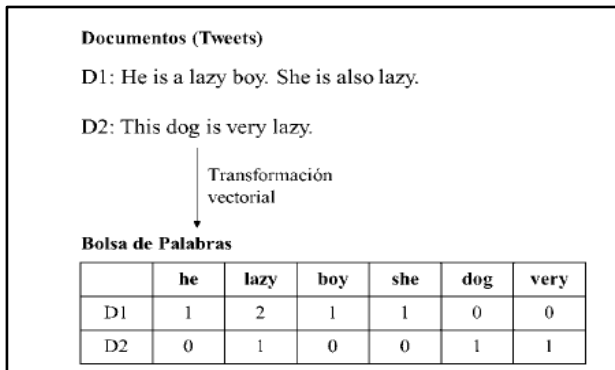 Documentos (Tweets)
D1: He is a lazy boy. She is also lazy.
D2: This dog is very lazy.
Transformación
vectorial
Bolsa de Palabras
he lazy boy she dog very
D1 1 2 1 1 0 0
D2 0 1 0 0 1 1